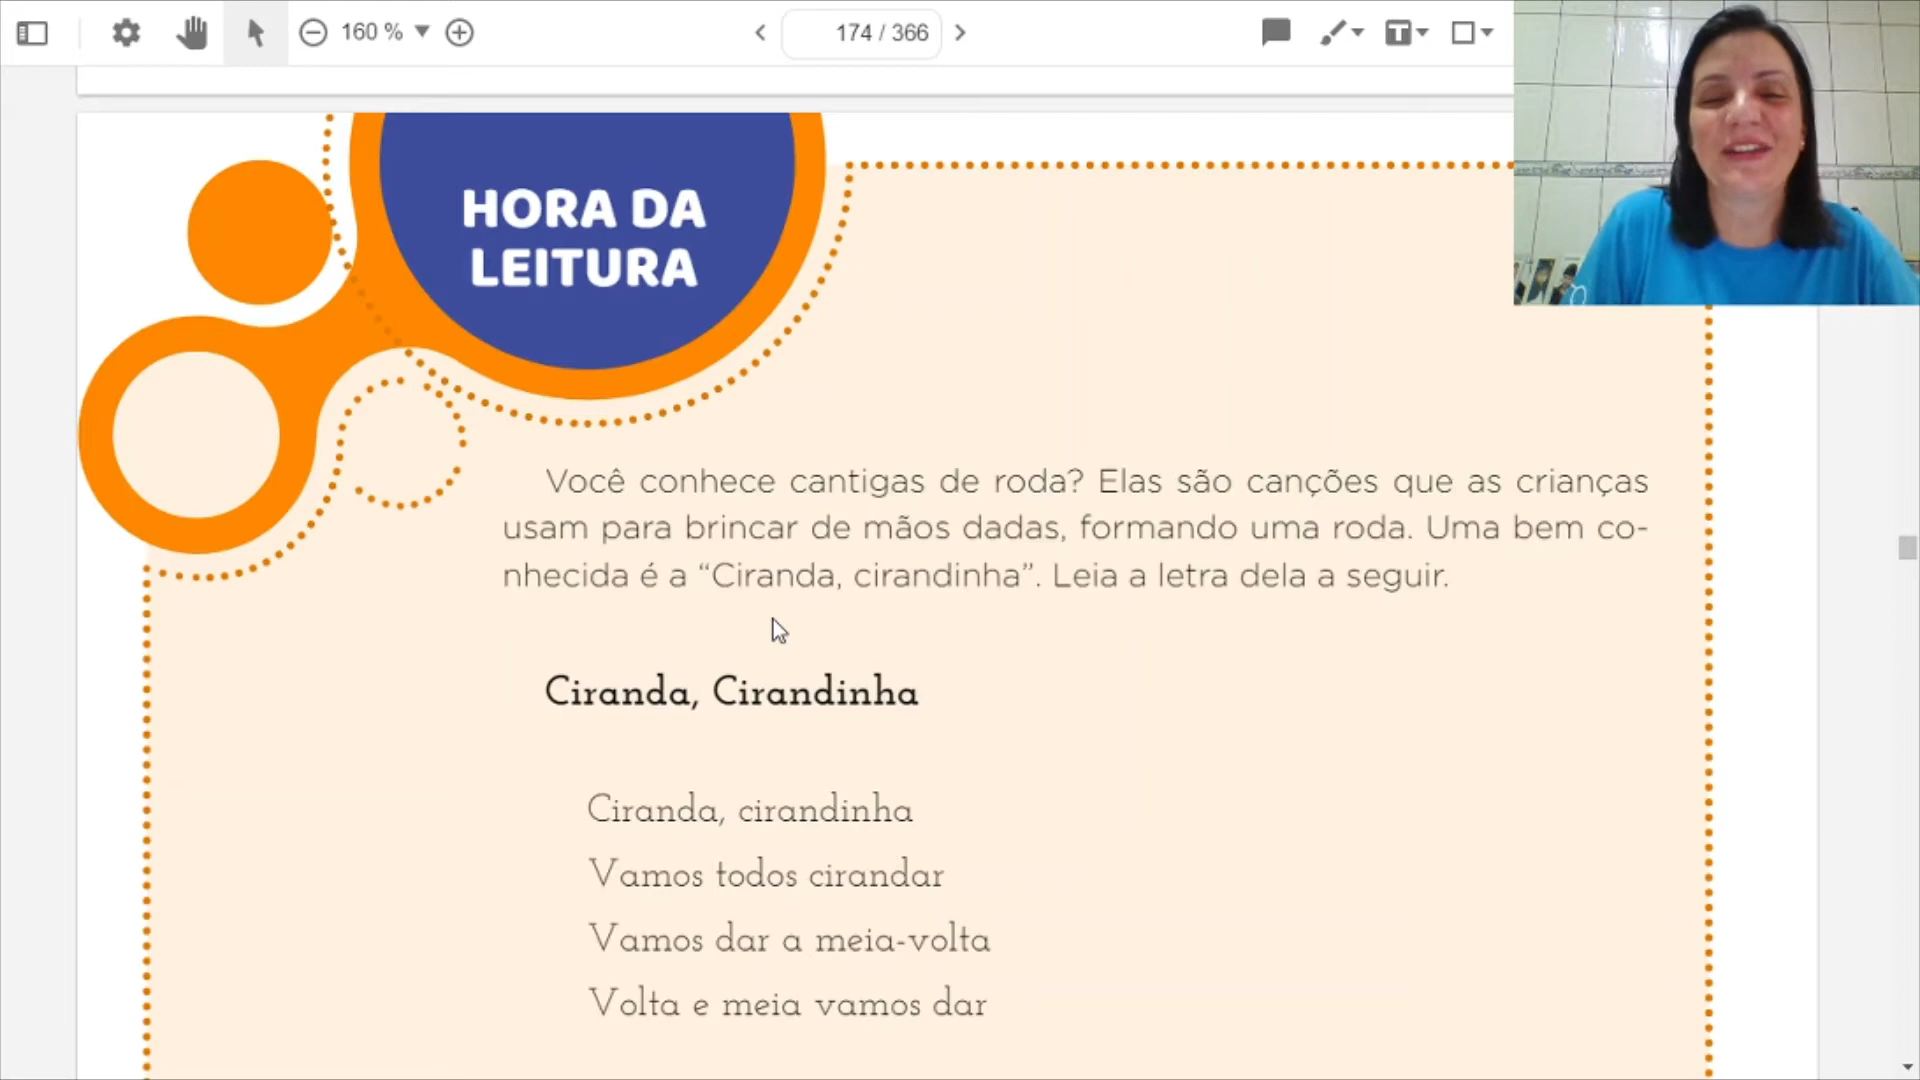 160 %
174 / 366
HORA DA
LEITURA
Você conhece cantigas de roda? Elas são canções que as crianças
usam para brincar de mãos dadas, formando uma roda. Uma bem co-
nhecida é a “Ciranda, cirandinha”. Leia a letra dela a seguir.
Ciranda, Cirandinha
Ciranda, cirandinha
Vamos todos cirandar
Vamos dar a meia-volta
Volta e meia vamos dar